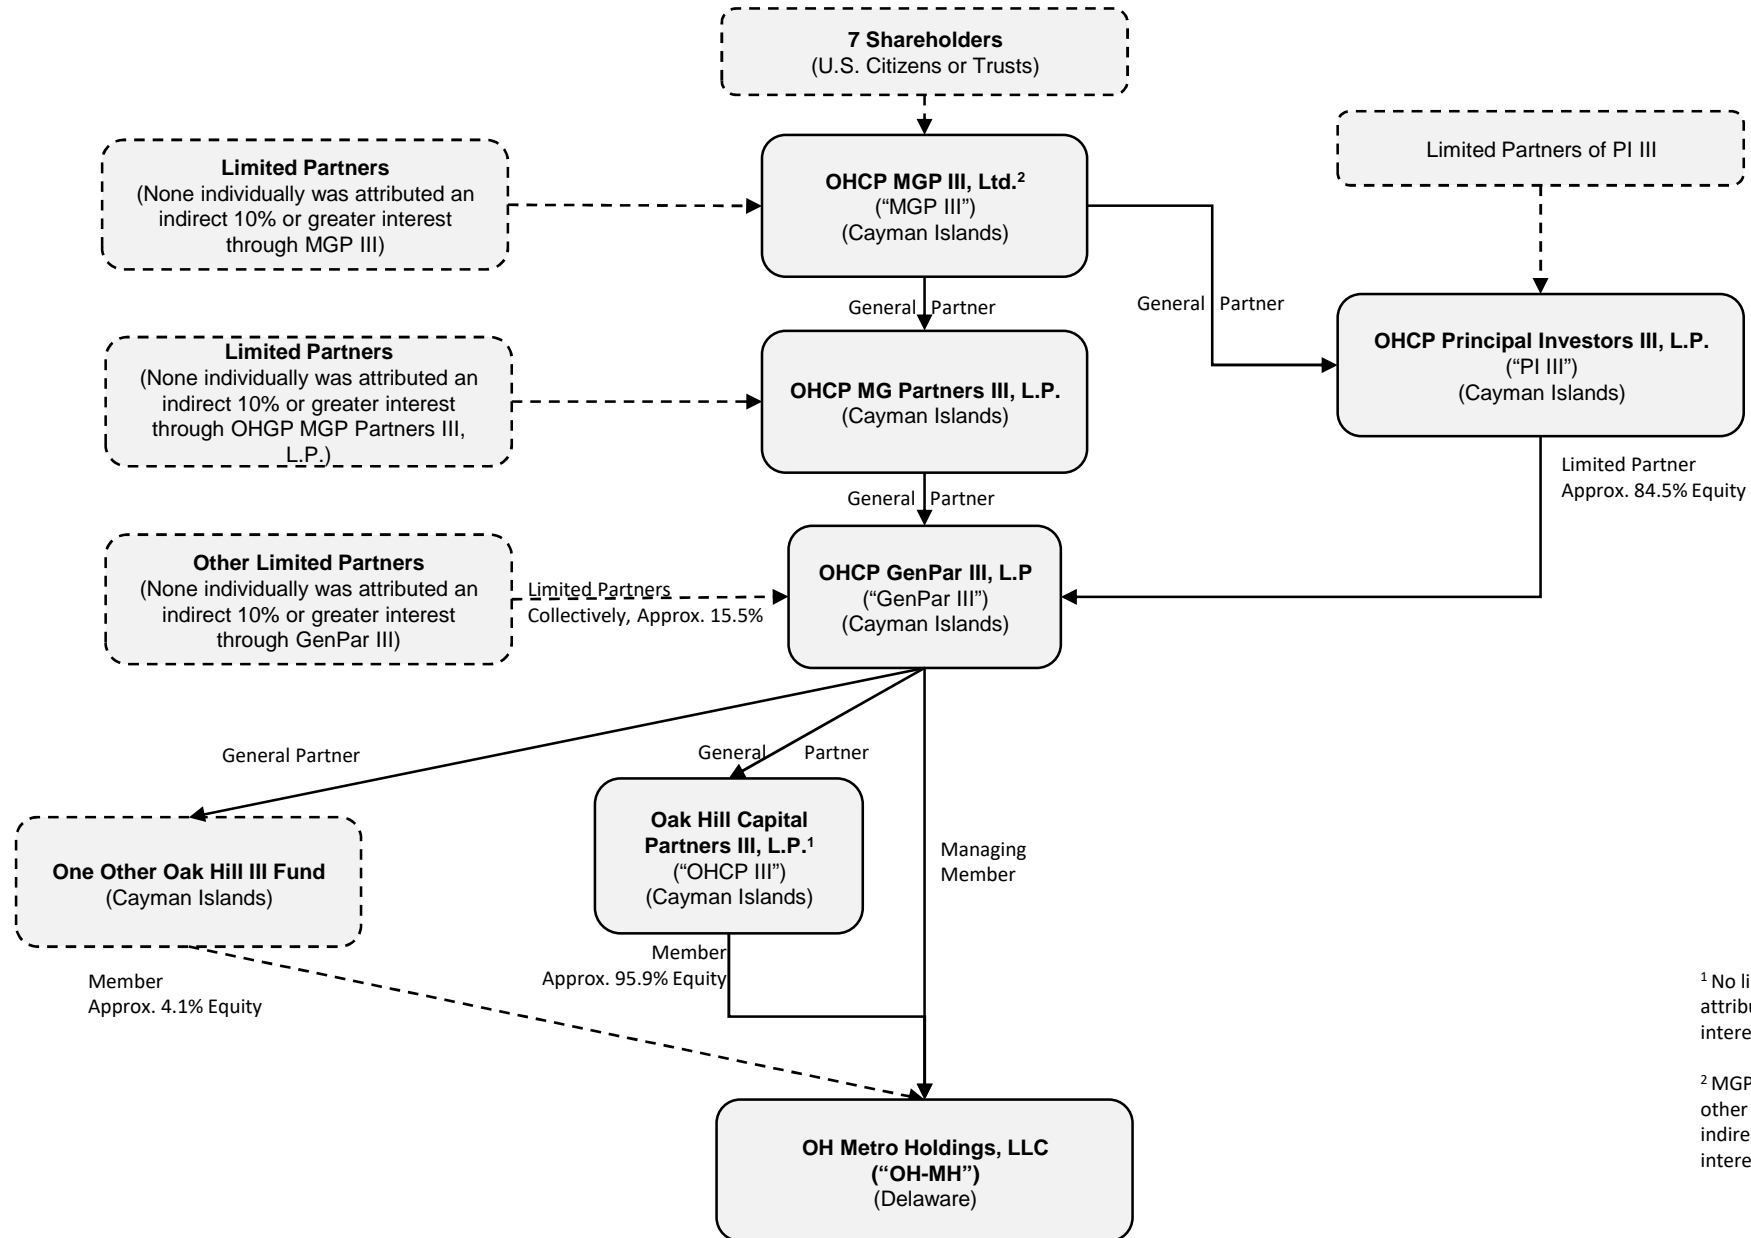 7 Shareholders
(U.S. Citizens or Trusts)
Limited Partners
(None individually was attributed an
indirect 10% or greater interest
through MGP III)
OHCP MGP III, Ltd.²
(“MGP III”)
(Cayman Islands)
Limited Partners of PI III
General Partner
General Partner
Limited Partners
(None individually was attributed an
indirect 10% or greater interest
through OHGP MGP Partners III,
L.P.)
OHCP MG Partners III, L.P.
(Cayman Islands)
OHCP Principal Investors III, L.P.
(“PI III”)
(Cayman Islands)
General Partner
Limited Partner
Approx. 84.5% Equity
Other Limited Partners
(None individually was attributed an
indirect 10% or greater interest
through GenPar III)
Limited Partners
Collectively, Approx. 15.5%
OHCP GenPar III, L.P
(“GenPar III”)
(Cayman Islands)
General Partner
General Partner
Managing
Member
One Other Oak Hill III Fund
(Cayman Islands)
Oak Hill Capital
Partners III, L.P.¹
(“OHCP III”)
(Cayman Islands)
Member
Approx. 4.1% Equity
Member
Approx. 95.9% Equity
OH Metro Holdings, LLC
(“OH-MH”)
(Delaware)
¹ No
² MGP
other